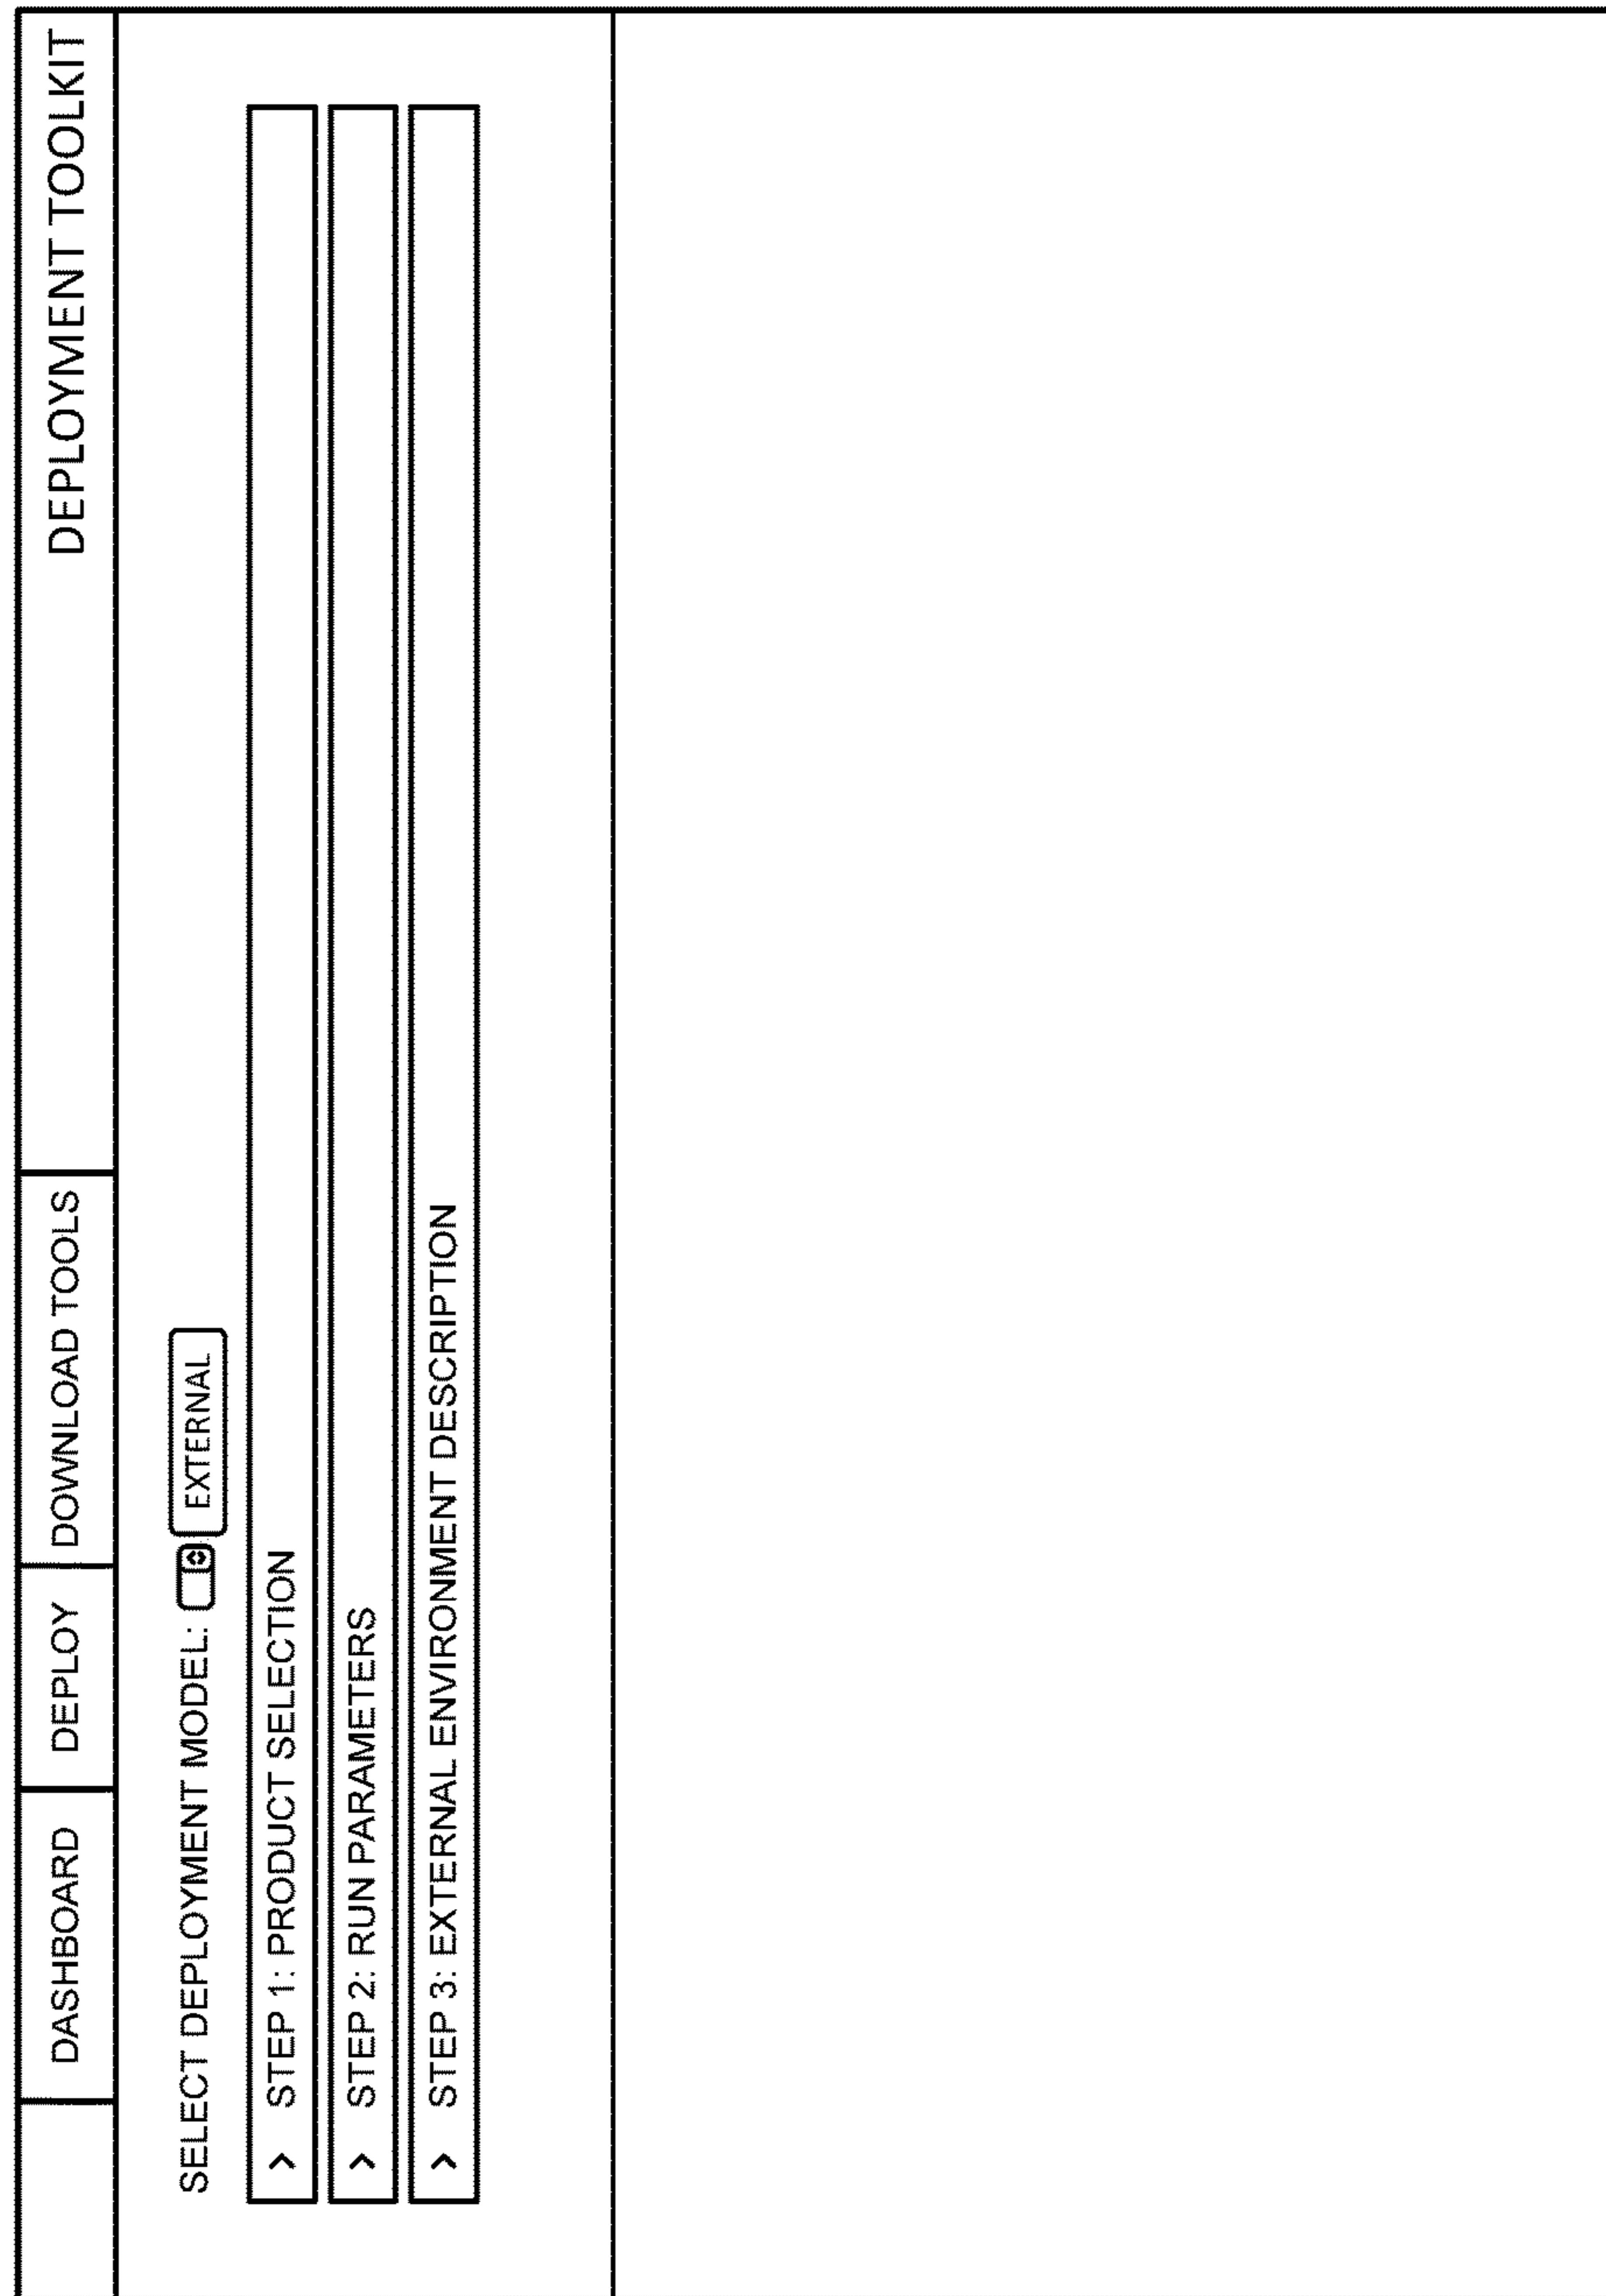 DASHBOARD DEPLOY DOWNLOAD TOOLS DEPLOYMENT TOOLKIT
SELECT DEPLOYMENT MODEL: EXTERNAL
> STEP 1: PRODUCT SELECTION
> STEP 2: RUN PARAMETERS
> STEP 3: EXTERNAL ENVIRONMENT DESCRIPTION